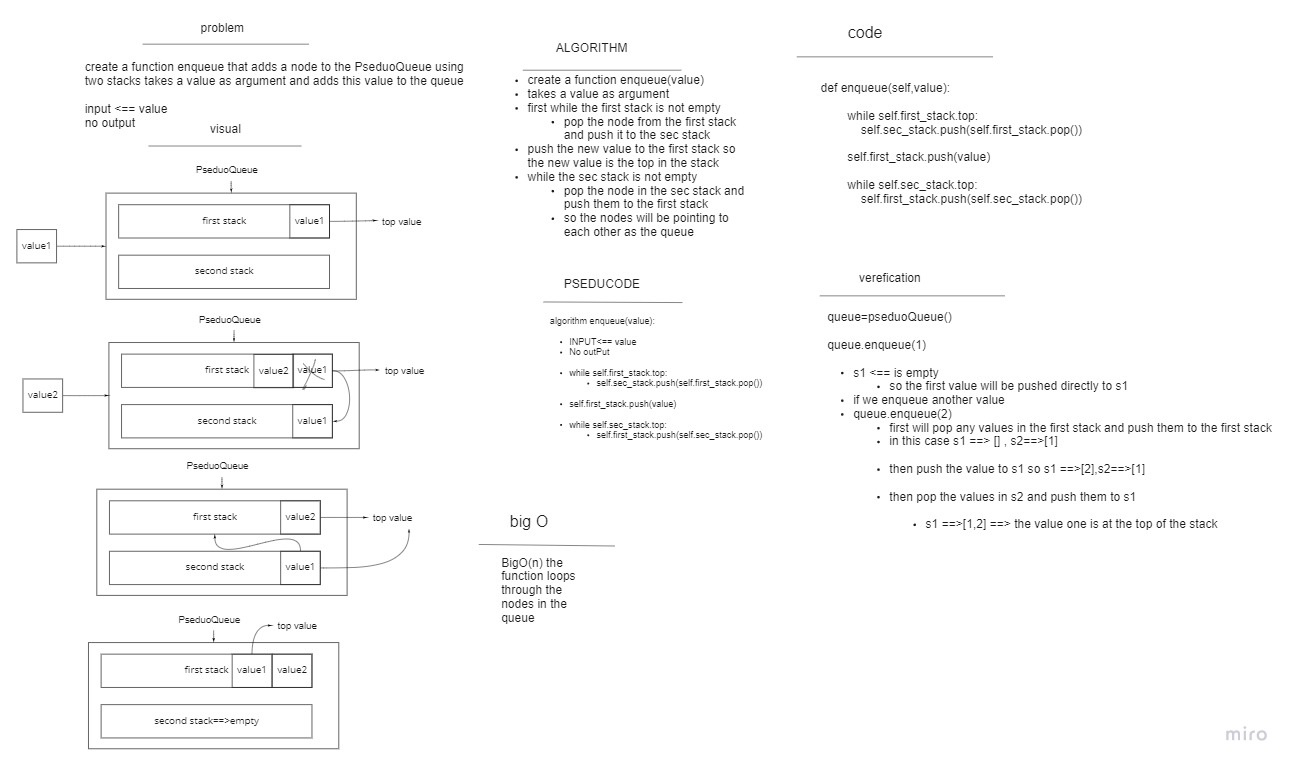 problem
create a function enqueue that adds a node to the PseduoQueue using
two stacks takes a value as argument and adds this value to the queue
input <== value
no output
visual
PseduoQueue
first stack
value1
top value
value1
second stack
PseduoQueue
first stack
value2
value1
top value
value2
second stack
value1
PseduoQueue
first stack
value2
top value
second stack
value1
PseduoQueue
top value
first stack
value1
value2
second stack==>empty
ALGORITHM
• create a function enqueue(value)
• takes a value as argument
• first while the first stack is not empty
• pop the node from the first stack
and push it to the sec stack
• push the new value to the first stack so
the new value is the top in the stack
• while the sec stack is not empty
• pop the node in the sec stack and
push them to the first stack
• so the nodes will be pointing to
each other as the queue
PSEDUCODE
algorithm enqueue(value):
• INPUT<== value
• No outPut
• while self.first_stack.top:
• self.sec_stack.push(self.first_stack.pop())
• self.first_stack.push(value)
• while self.sec_stack.top:
• self.first_stack.push(self.sec_stack.pop())
big O
BigO(n) the
function loops
through the
nodes in the
queue
code
def enqueue(self,value):
while self.first_stack.top:
self.sec_stack.push(self.first_stack.pop())
self.first_stack.push(value)
while self.sec_stack.top:
self.first_stack.push(self.sec_stack.pop())
verefication
queue=pseduoQueue()
queue.enqueue(1)
• s1 <== is empty
• so the first value will be pushed directly to s1
• if we enqueue another value
• queue.enqueue(2)
• first will pop any values in the first stack and push them to the first stack
• in this case s1 ==> [] , s2==>[1]
• then push the value to s1 so s1 ==>[2],s2==>[1]
• then pop the values in s2 and push them to s1
• s1 ==>[1,2] ==> the value one is at the top of the stack
miro